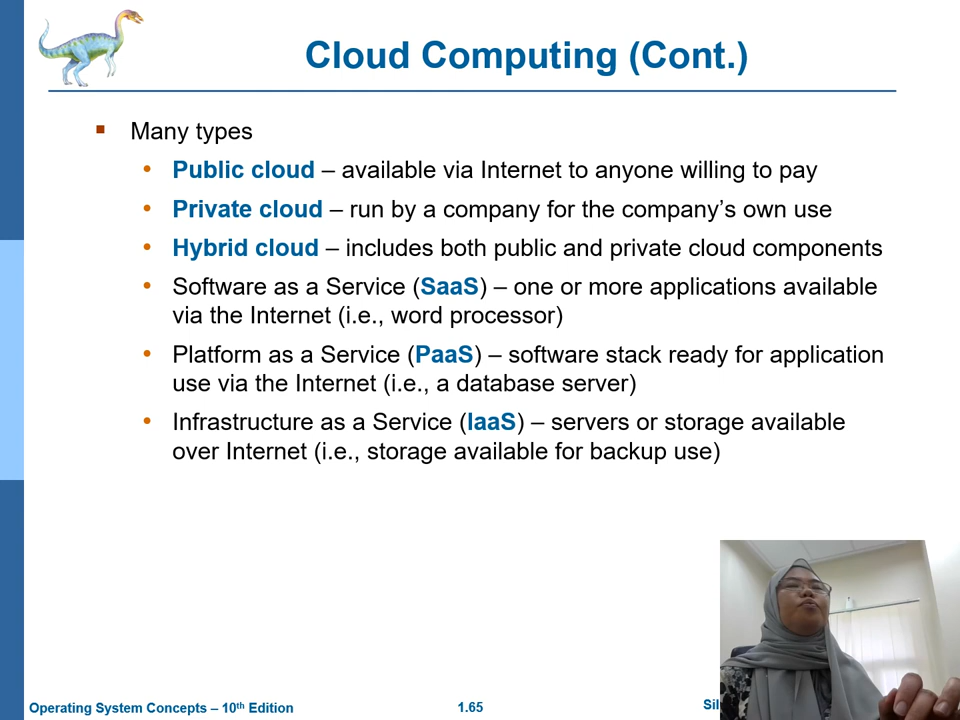 Cloud Computing (Cont.)
Many types
Public cloud – available via Internet to anyone willing to pay
Private cloud – run by a company for the company’s own use
Hybrid cloud – includes both public and private cloud components
Software as a Service (SaaS) – one or more applications available
via the Internet (i.e., word processor)
Platform as a Service (PaaS) – software stack ready for application
use via the Internet (i.e., a database server)
Infrastructure as a Service (IaaS) – servers or storage available
over Internet (i.e., storage available for backup use)
Operating System Concepts – 10th Edition
1.65